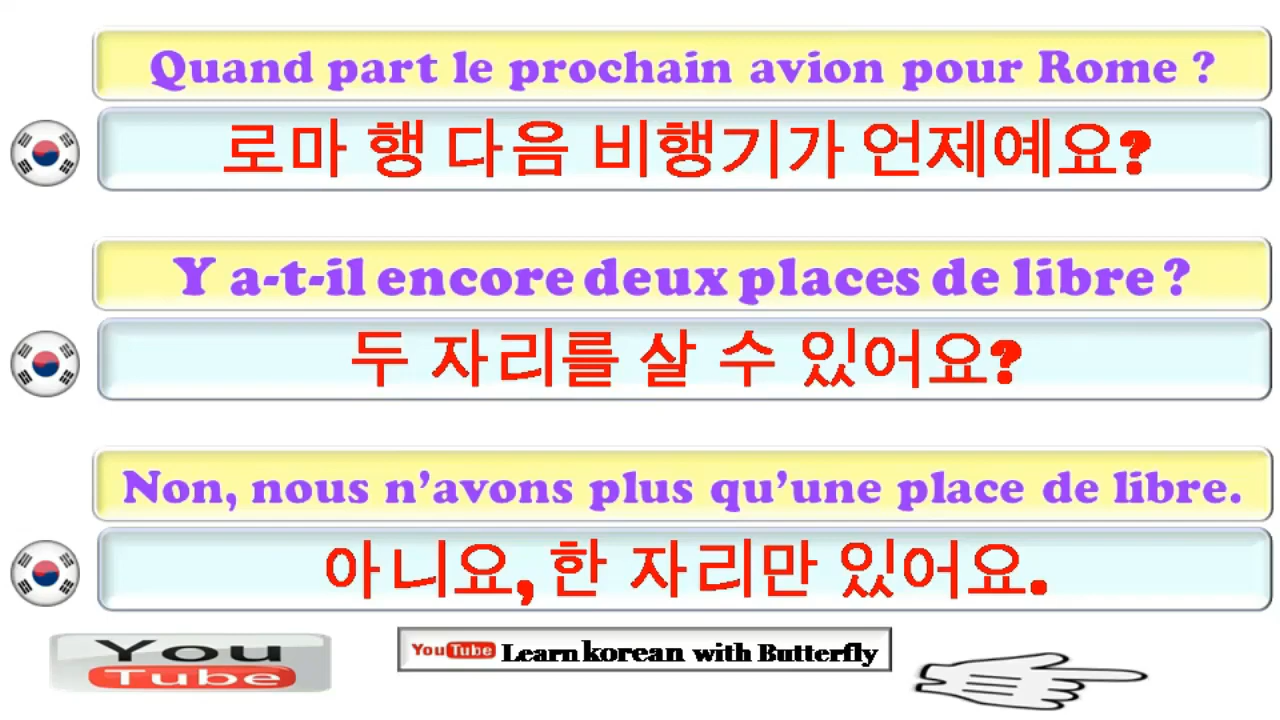 Quand part le prochain avion pour Rome ?
로마 행 다음 비행기가 언제예요?
Y a-t-il encore deux places de libre ?
두 자리를 살 수 있어요?
Non, nous n’avons plus qu’une place de libre.
아니요, 한 자리만 있어요.
You
Tube
YouTube Learn korean with Butterfly